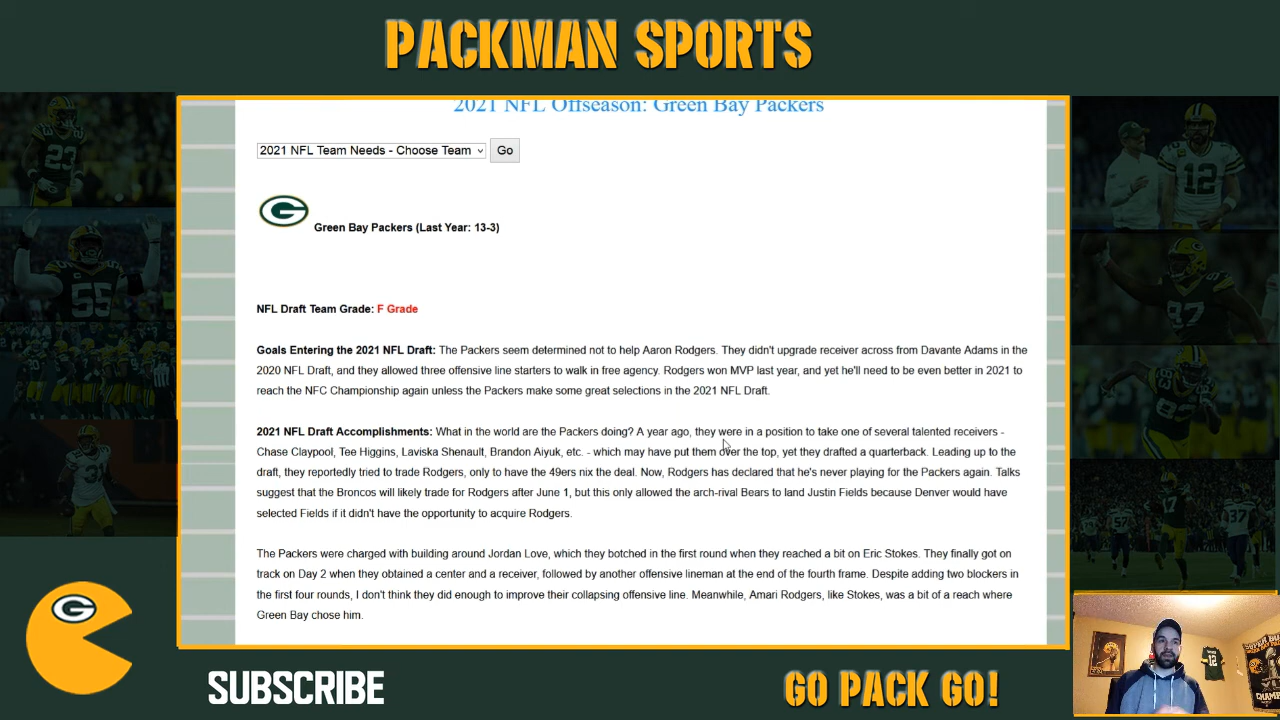 PACKMAN SPORTS
2021 NFL Offseason: Green Bay Packers
2021 NFL Team Needs - Choose Team
Go
G
Green Bay Packers (Last Year: 13-3)
NFL Draft Team Grade: F Grade
Goals Entering the 2021 NFL Draft: The Packers seem determined not to help Aaron Rodgers. They didn't upgrade receiver across from Davante Adams in the
2020 NFL Draft, and they allowed three offensive line starters to walk in free agency. Rodgers won MVP last year, and yet he'll need to be even better in 2021 to
reach the NFC Championship again unless the Packers make some great selections in the 2021 NFL Draft.
2021 NFL Draft Accomplishments: What in the world are the Packers doing? A year ago, they were in a position to take one of several talented receivers -
Chase Claypool, Tee Higgins, Laviska Shenault, Brandon Aiyuk, etc. - which may have put them over the top, yet they drafted a quarterback. Leading up to the
draft, they reportedly tried to trade Rodgers, only to have the 49ers nix the deal. Now, Rodgers has declared that he's never playing for the Packers again. Talks
suggest that the Broncos will likely trade for Rodgers after June 1, but this only allowed the arch-rival Bears to land Justin Fields because Denver would have
selected Fields if it didn't have the opportunity to acquire Rodgers.
The Packers were charged with building around Jordan Love, which they botched in the first round when they reached a bit on Eric Stokes. They finally got on
track on Day 2 when they obtained a center and a receiver, followed by another offensive lineman at the end of the fourth frame. Despite adding two blockers in
the first four rounds, I don't think they did enough to improve their collapsing offensive line. Meanwhile, Amari Rodgers, like Stokes, was a bit of a reach where
Green Bay chose him.
23
12
55
97
83
31
57
17
37
G
12
SUBSCRIBE
GO PACK GO!